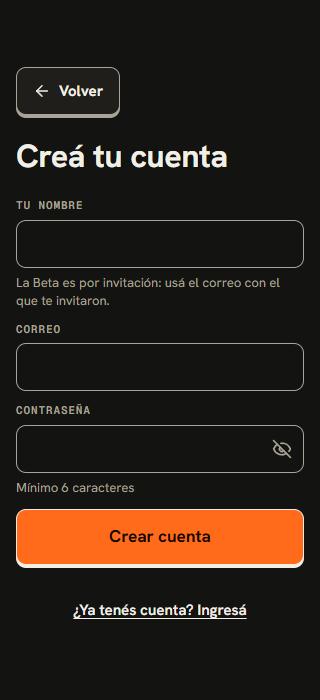 Volver
Creá tu cuenta
TU NOMBRE
La Beta es por invitación: usá el correo con el
que te invitaron.
CORREO
CONTRASEÑA
Mínimo 6 caracteres
Crear cuenta
¿Ya tenés cuenta? Ingresá